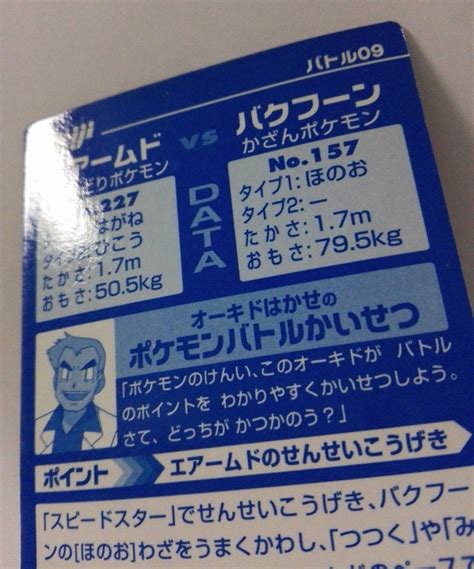 バトル09
アームド vs バクフーン
りポケモン かざんポケモン
227
がね
ひこう
たかさ:1.7m
おもさ:50.5kg
DATA
No.157
タイプ1:ほのお
タイプ2:ー
たかさ:1.7m
おもさ:79.5kg
オーキドはかせの
ポケモンバトルかいせつ
「ポケモンのけんい、このオーキドが バトル
のポイントを わかりやすくかいせつしよう。
さて、どっちが かつかのう?」
ポイント エアームドのせんせいこうげき
「スピードスター」でせんせいこうげき、バクフー
ンの[ほのお]わざをうまくかわし、「つつく」や「み